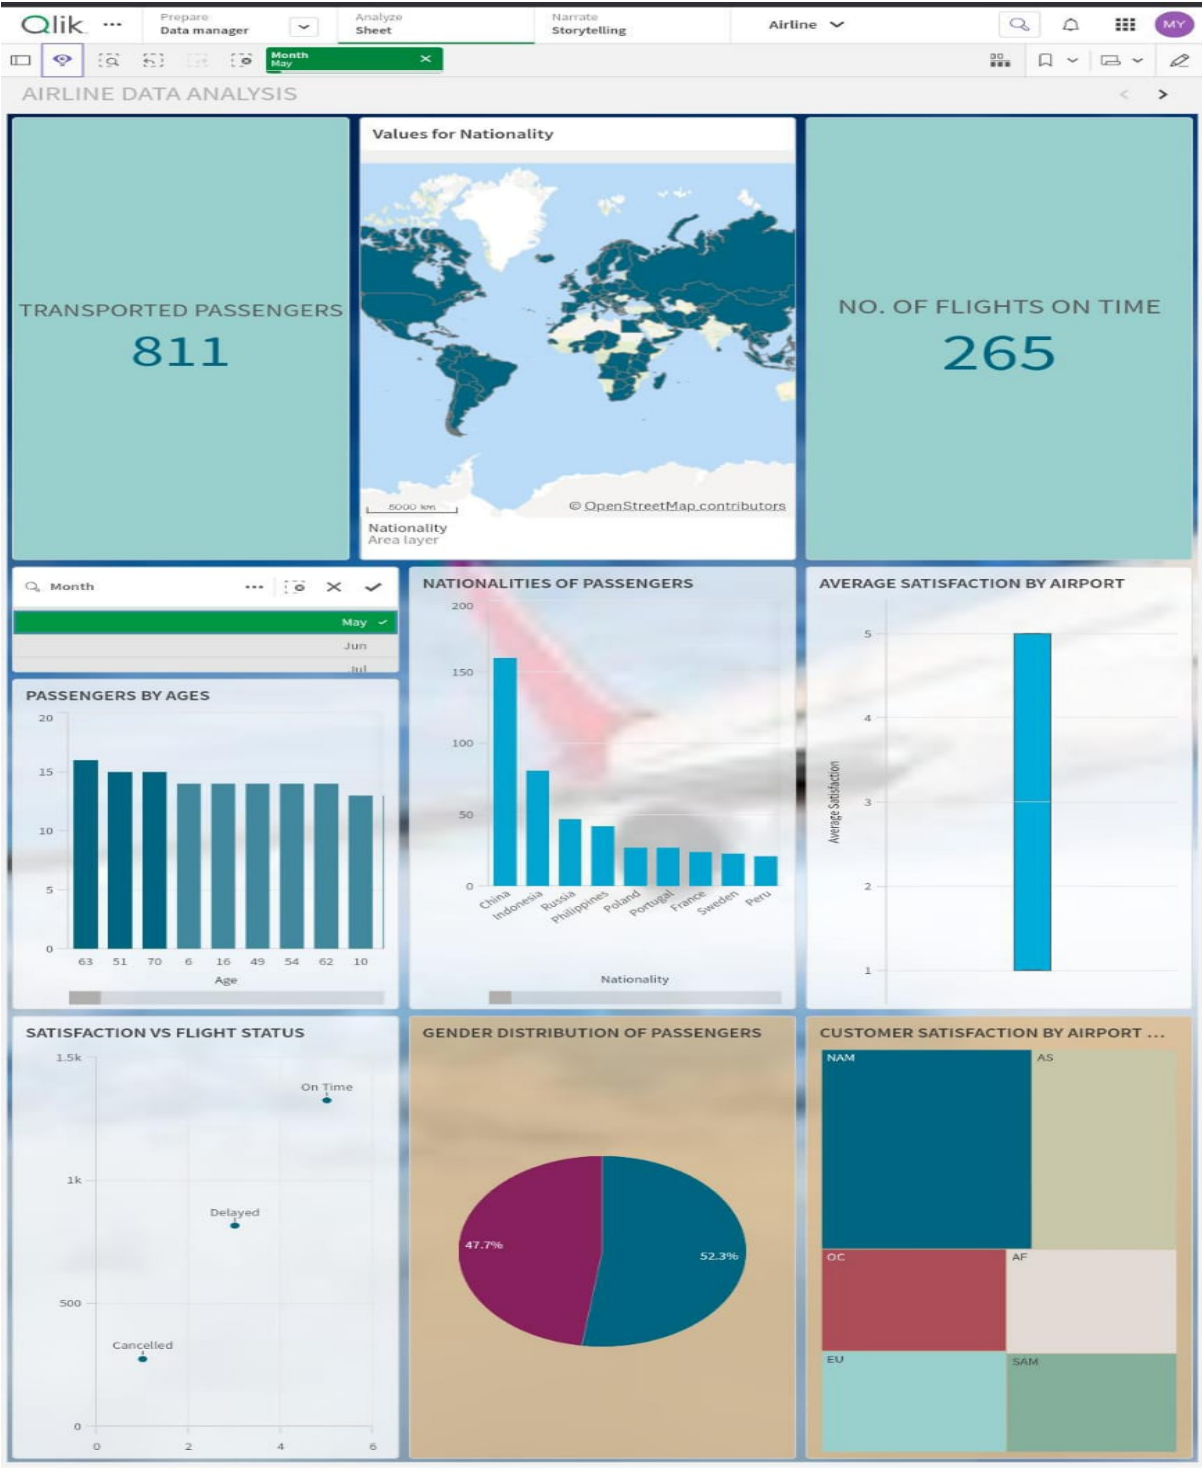 Qlik
Prepare
Data manager
Analyze
Sheet
Narrate
Storytelling
Airline
MY
Month
May
AIRLINE DATA ANALYSIS
TRANSPORTED PASSENGERS
811
Values for Nationality
5000 km
© OpenStreetMap contributors
Nationality
Area layer
NO. OF FLIGHTS ON TIME
265
Month
May
Jun
Jul
PASSENGERS BY AGES
20
15
10
5
0
63 51 70 6 16 49 54 62 10
Age
NATIONALITIES OF PASSENGERS
200
150
100
50
0
China Indonesia Russia Philippines Poland Portugal France Sweden Peru
Nationality
AVERAGE SATISFACTION BY AIRPORT
Average Satisfaction
5
4
3
2
1
SATISFACTION VS FLIGHT STATUS
1.5k
On Time
1k
Delayed
500
Cancelled
0
0 2 4 6
GENDER DISTRIBUTION OF PASSENGERS
47.7%
52.3%
CUSTOMER SATISFACTION BY AIRPORT ...
NAM AS
OC AF
EU SAM